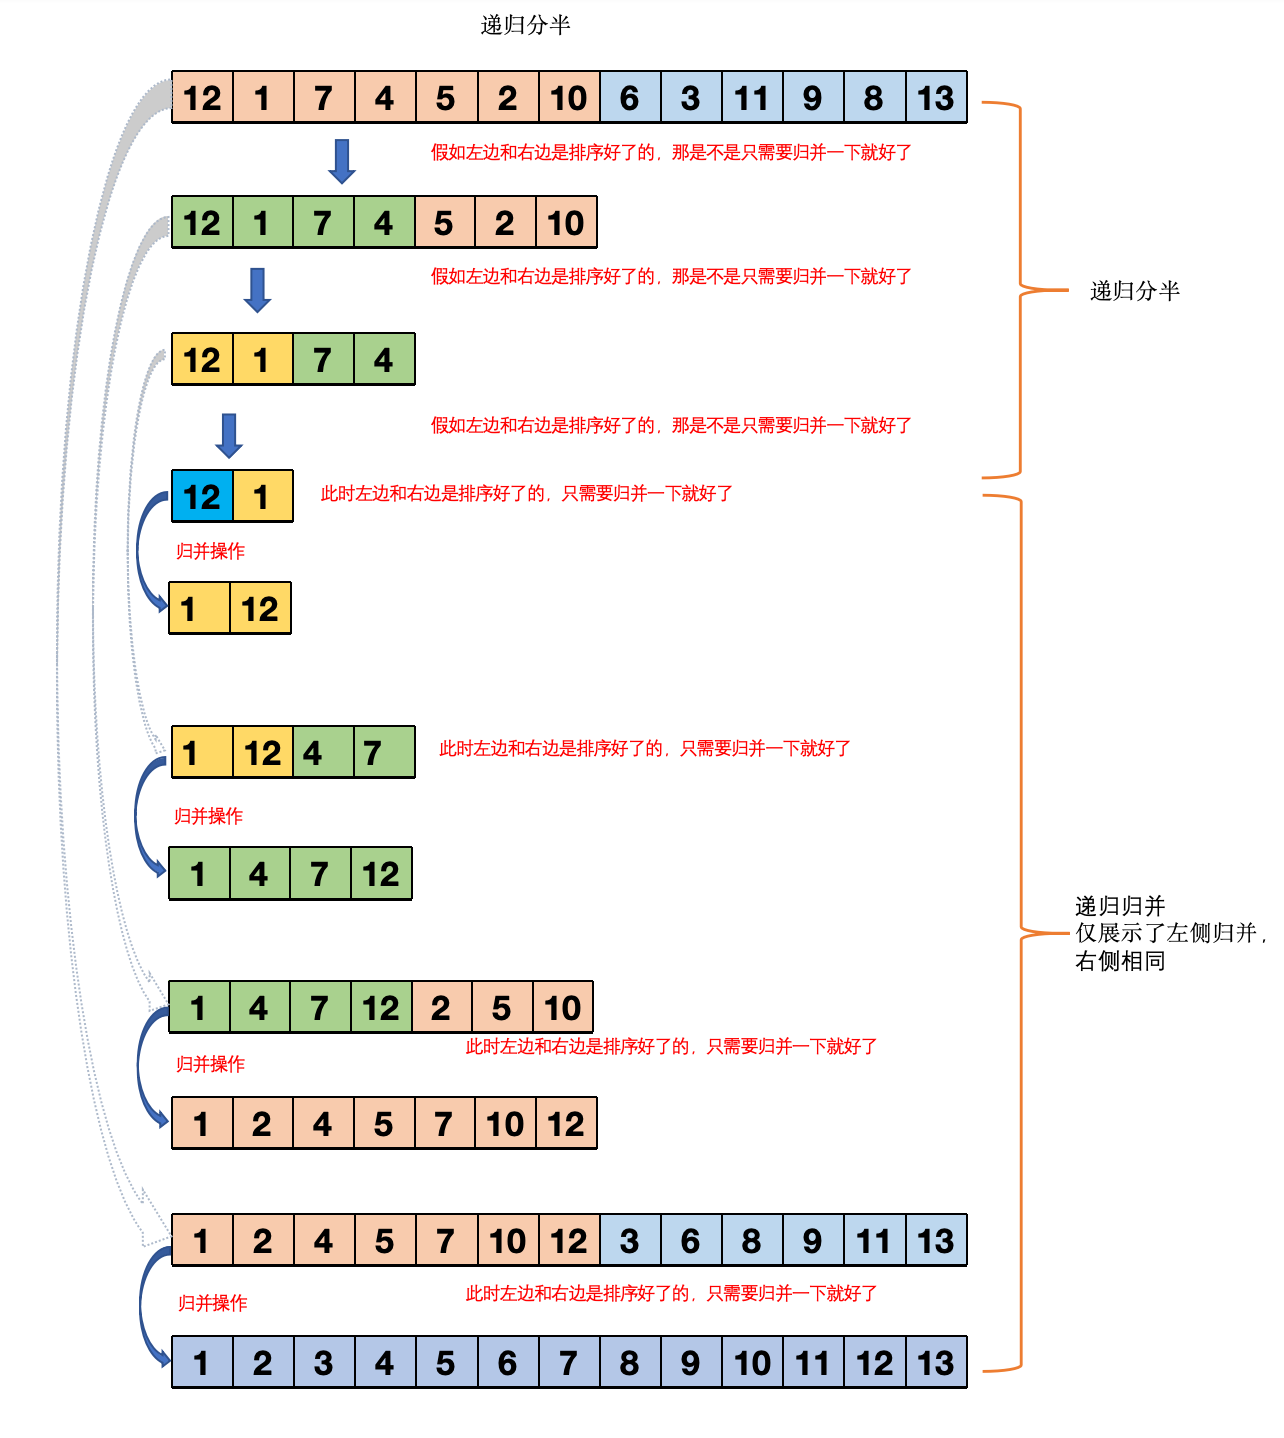 递归分半
12 1 7 4 5 2 10 6 3 11 9 8 13
假如左边和右边是排序好了的，那是不是只需要归并一下就好了
12 1 7 4 5 2 10
假如左边和右边是排序好了的，那是不是只需要归并一下就好了
递归分半
12 1 7 4
假如左边和右边是排序好了的，那是不是只需要归并一下就好了
12 1
此时左边和右边是排序好了的，只需要归并一下就好了
归并操作
1 12
1 12 4 7
此时左边和右边是排序好了的，只需要归并一下就好了
归并操作
1 4 7 12
递归归并
仅展示了左侧归并，
右侧相同
1 4 7 12 2 5 10
此时左边和右边是排序好了的，只需要归并一下就好了
归并操作
1 2 4 5 7 10 12
1 2 4 5 7 10 12 3 6 8 9 11 13
此时左边和右边是排序好了的，只需要归并一下就好了
归并操作
1 2 3 4 5 6 7 8 9 10 11 12 13